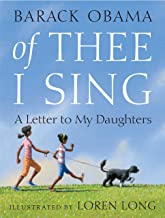 BARACK OBAMA
of THEE
I SING
A Letter to My Daughters
ILLUSTRATED BY LOREN LONG